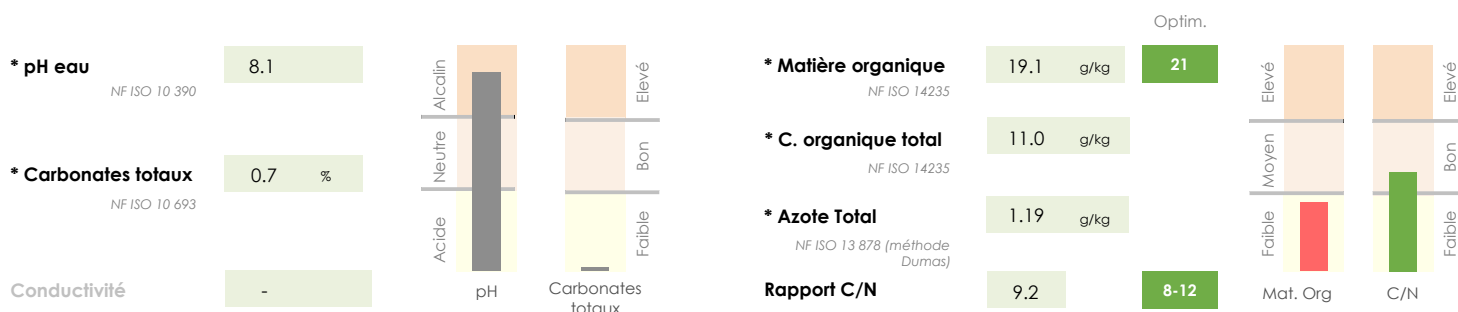 * pH eau
8.1
NF ISO 10 390
* Carbonates totaux
0.7 %
NF ISO 10 693
Conductivité
-
Alcalin
Neutre
Acide
Elevé
Bon
Faible
pH
Carbonates
totaux
Optim.
* Matière organique
19.1 g/kg
21
NF ISO 14235
* C. organique total
11.0 g/kg
NF ISO 14235
* Azote Total
1.19 g/kg
NF ISO 13 878 (méthode
Dumas)
Rapport C/N
9.2
8-12
Elevé
Moyen
Faible
Elevé
Bon
Faible
Mat. Org
C/N